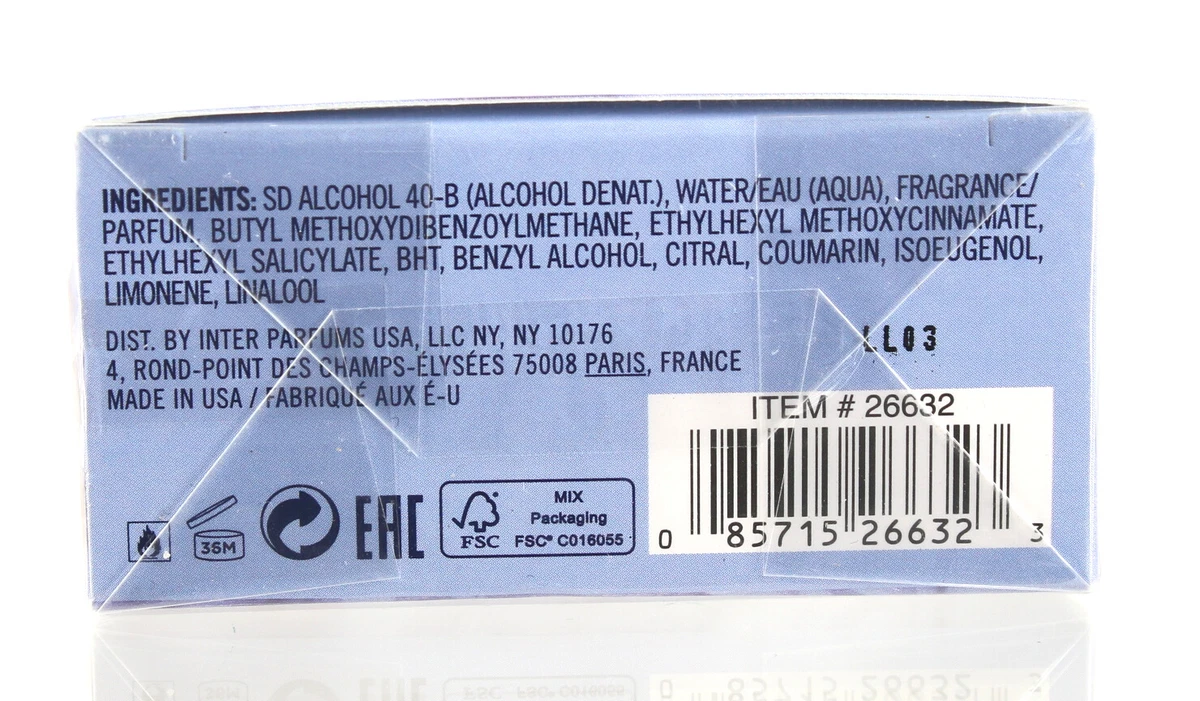 INGREDIENTS: SD ALCOHOL 40-B (ALCOHOL DENAT.), WATER/EAU (AQUA), FRAGRANCE/
PARFUM, BUTYL METHOXYDIBENZOYLMETHANE, ETHYLHEXYL METHOXYCINNAMATE,
ETHYLHEXYL SALICYLATE, BHT, BENZYL ALCOHOL, CITRAL, COUMARIN, ISOEUGENOL,
LIMONENE, LINALOOL
DIST. BY INTER PARFUMS USA, LLC NY, NY 10176
4, ROND-POINT DES CHAMPS-ÉLYSÉES 75008 PARIS, FRANCE
MADE IN USA / FABRIQUÉ AUX É-U
LL03
ITEM # 26632
0 85715 26632 3
36M
EAC
FSC
MIX
Packaging
FSC® C016055